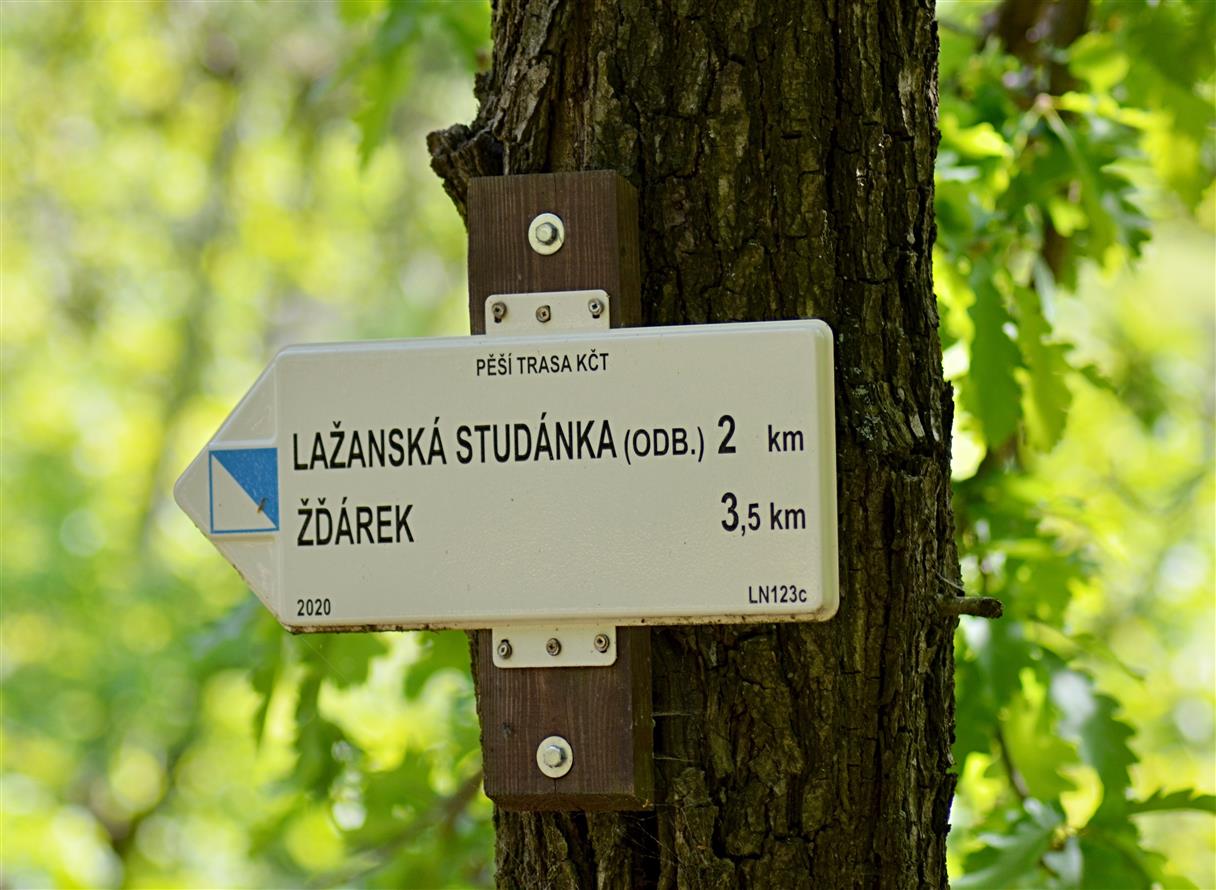 PĚŠÍ TRASA KČT
LAŽANSKÁ STUDÁNKA (ODB.) 2 km
ŽĎÁREK 3,5 km
2020 LN123c